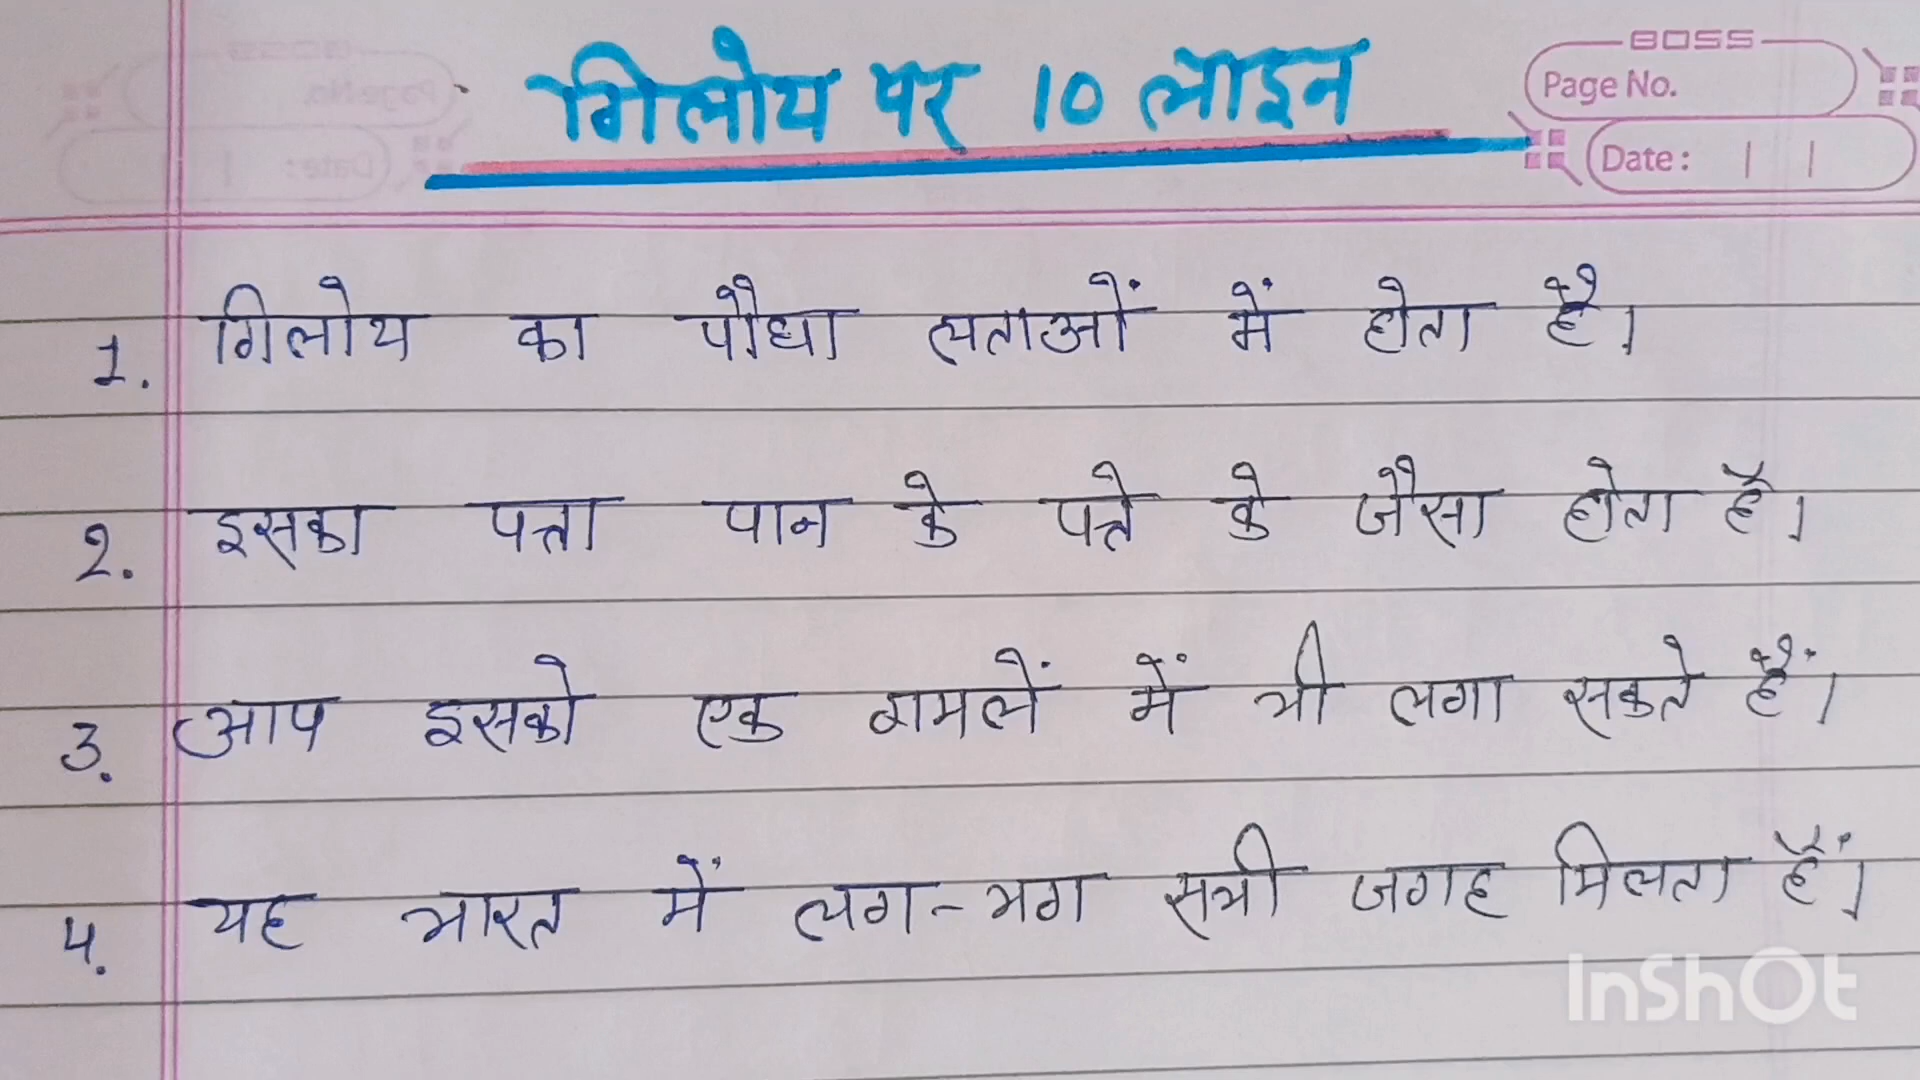 गिलोय पर 10 लाइन
BOSS
Page No.
Date:
1. गिलोय का पौधा लताओं में होता है।
2. इसका पत्ता पान के पत्ते के जैसा होता है।
3. आप इसको एक गमलें में भी लगा सकते हैं।
4. यह भारत में लग-भग सभी जगह मिलता हैं।
InShOt